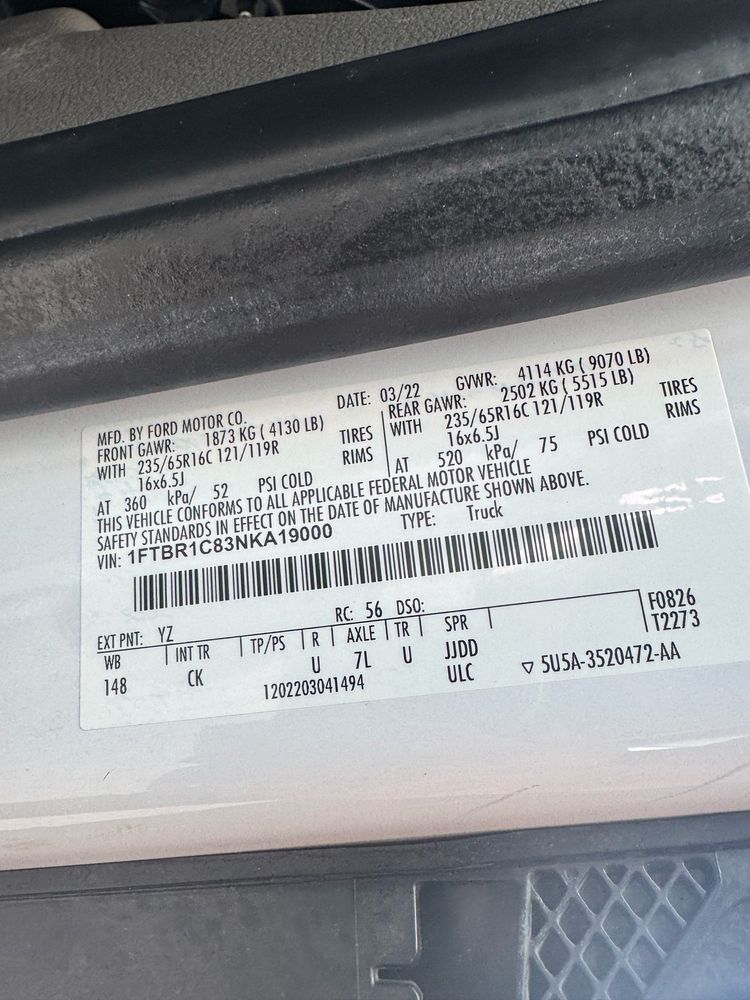 MFD. BY FORD MOTOR CO. DATE: 03/22 GVWR: 4114 KG ( 9070 LB)
FRONT GAWR: 1873 KG ( 4130 LB) REAR GAWR: 2502 KG ( 5515 LB)
WITH 235/65R16C 121/119R TIRES WITH 235/65R16C 121/119R TIRES
16x6.5J RIMS 16x6.5J RIMS
AT 360 kPa/ 52 PSI COLD AT 520 kPa/ 75 PSI COLD
THIS VEHICLE CONFORMS TO ALL APPLICABLE FEDERAL MOTOR VEHICLE
SAFETY STANDARDS IN EFFECT ON THE DATE OF MANUFACTURE SHOWN ABOVE.
VIN: 1FTBR1C83NKA19000 TYPE: Truck
EXT PNT: YZ RC: 56 DSO: F0826
WB INT TR TP/PS R AXLE TR SPR T2273
148 CK U 7L U JJDD
1202203041494 ULC ▽ 5U5A-3520472-AA